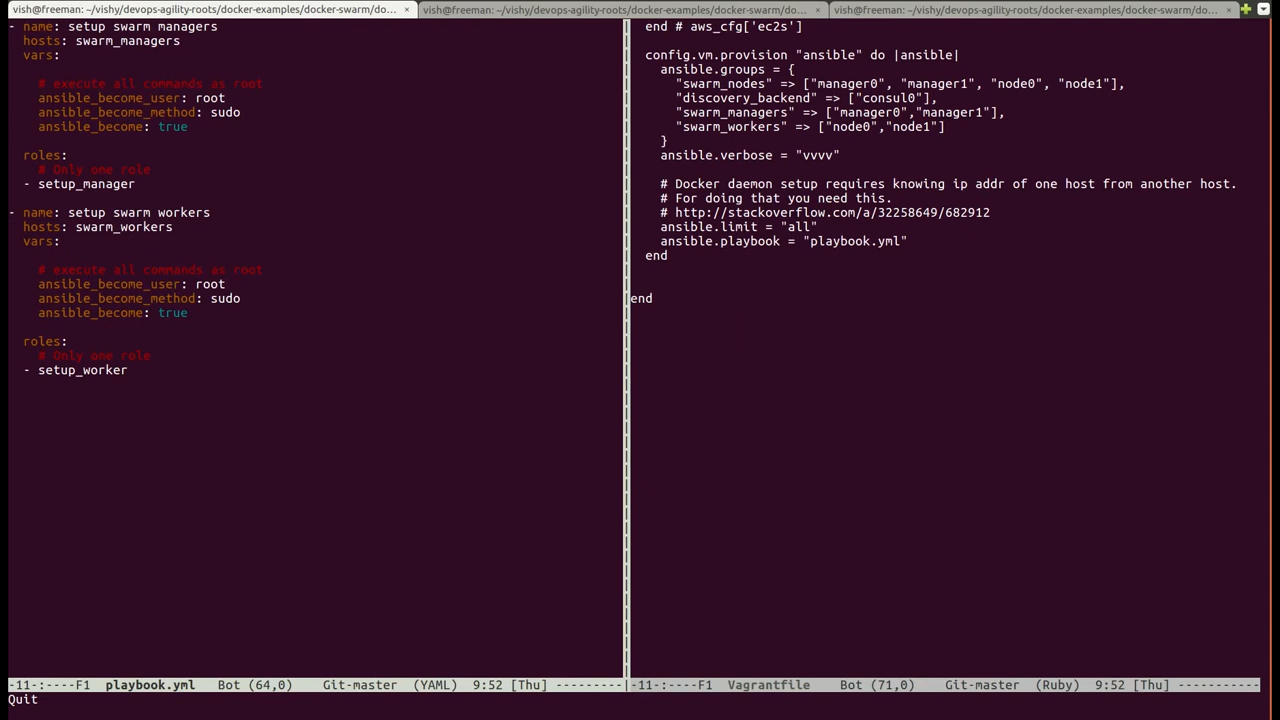 vish@freeman: ~/vishy/devops-agility-roots/docker-examples/docker-swarm/do... ×
vish@freeman: ~/vishy/devops-agility-roots/docker-examples/docker-swarm/do... ×
vish@freeman: ~/vishy/devops-agility-roots/docker-examples/docker-swarm/do... ×
- name: setup swarm managers
  hosts: swarm_managers
  vars:
    # execute all commands as root
    ansible_become_user: root
    ansible_become_method: sudo
    ansible_become: true
  roles:
    # Only one role
  - setup_manager
- name: setup swarm workers
  hosts: swarm_workers
  vars:
    # execute all commands as root
    ansible_become_user: root
    ansible_become_method: sudo
    ansible_become: true
  roles:
    # Only one role
  - setup_worker
-11-:----F1  playbook.yml   Bot (64,0)    Git-master  (YAML)  9:52 [Thu] ---------
  end # aws_cfg['ec2s']
  config.vm.provision "ansible" do |ansible|
    ansible.groups = {
      "swarm_nodes" => ["manager0", "manager1", "node0", "node1"],
      "discovery_backend" => ["consul0"],
      "swarm_managers" => ["manager0","manager1"],
      "swarm_workers" => ["node0","node1"]
    }
    ansible.verbose = "vvvv"
    # Docker daemon setup requires knowing ip addr of one host from another host.
    # For doing that you need this.
    # http://stackoverflow.com/a/32258649/682912
    ansible.limit = "all"
    ansible.playbook = "playbook.yml"
  end
end
-11-:----F1  Vagrantfile    Bot (71,0)    Git-master  (Ruby)  9:52 [Thu] -----------
Quit